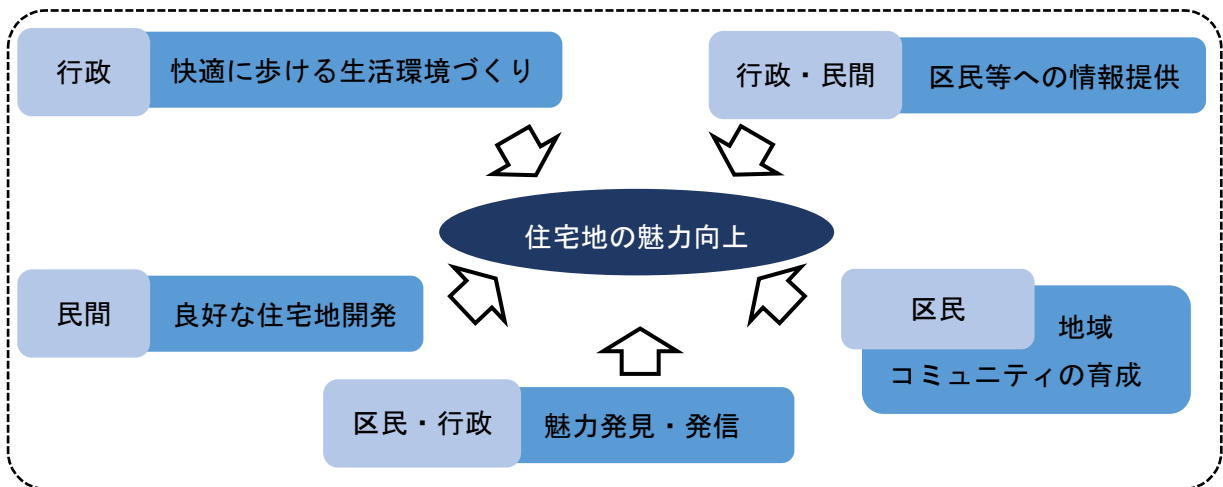 行政
快適に歩ける生活環境づくり
行政・民間
区民等への情報提供
住宅地の魅力向上
民間
良好な住宅地開発
区民
地域
コミュニティの育成
区民・行政
魅力発見・発信